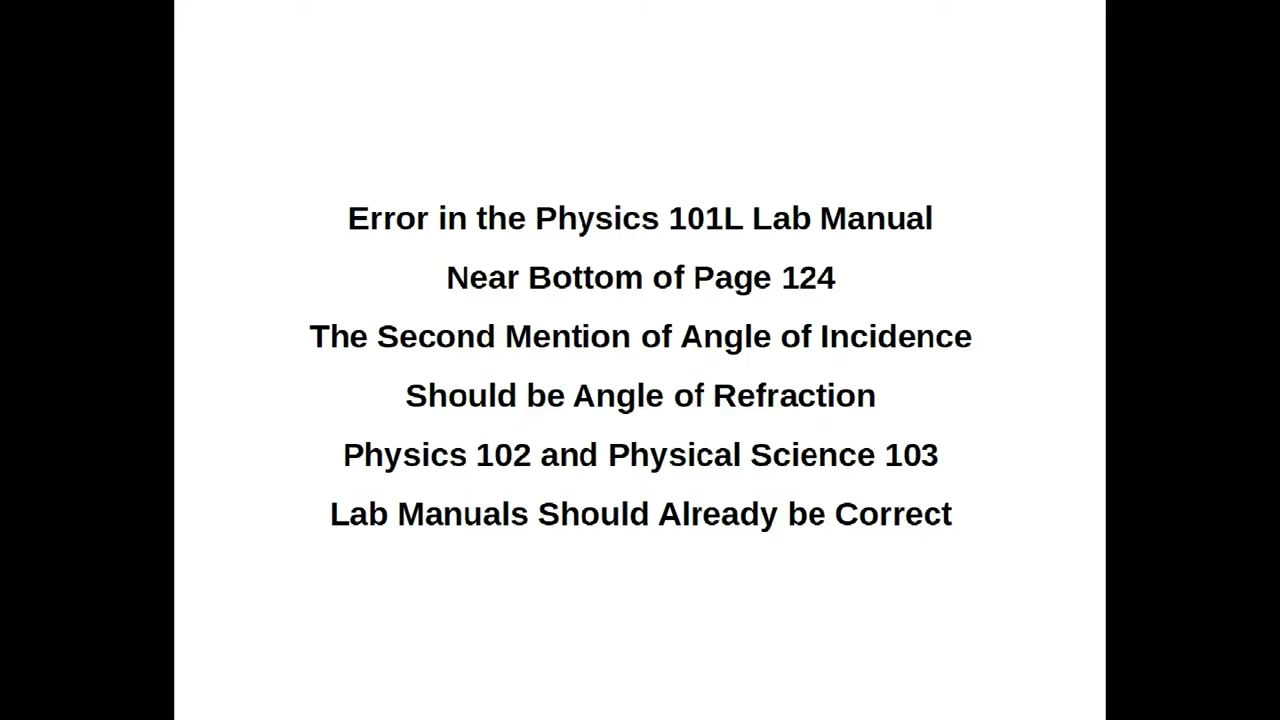 Error in the Physics 101L Lab Manual
Near Bottom of Page 124
The Second Mention of Angle of Incidence
Should be Angle of Refraction
Physics 102 and Physical Science 103
Lab Manuals Should Already be Correct